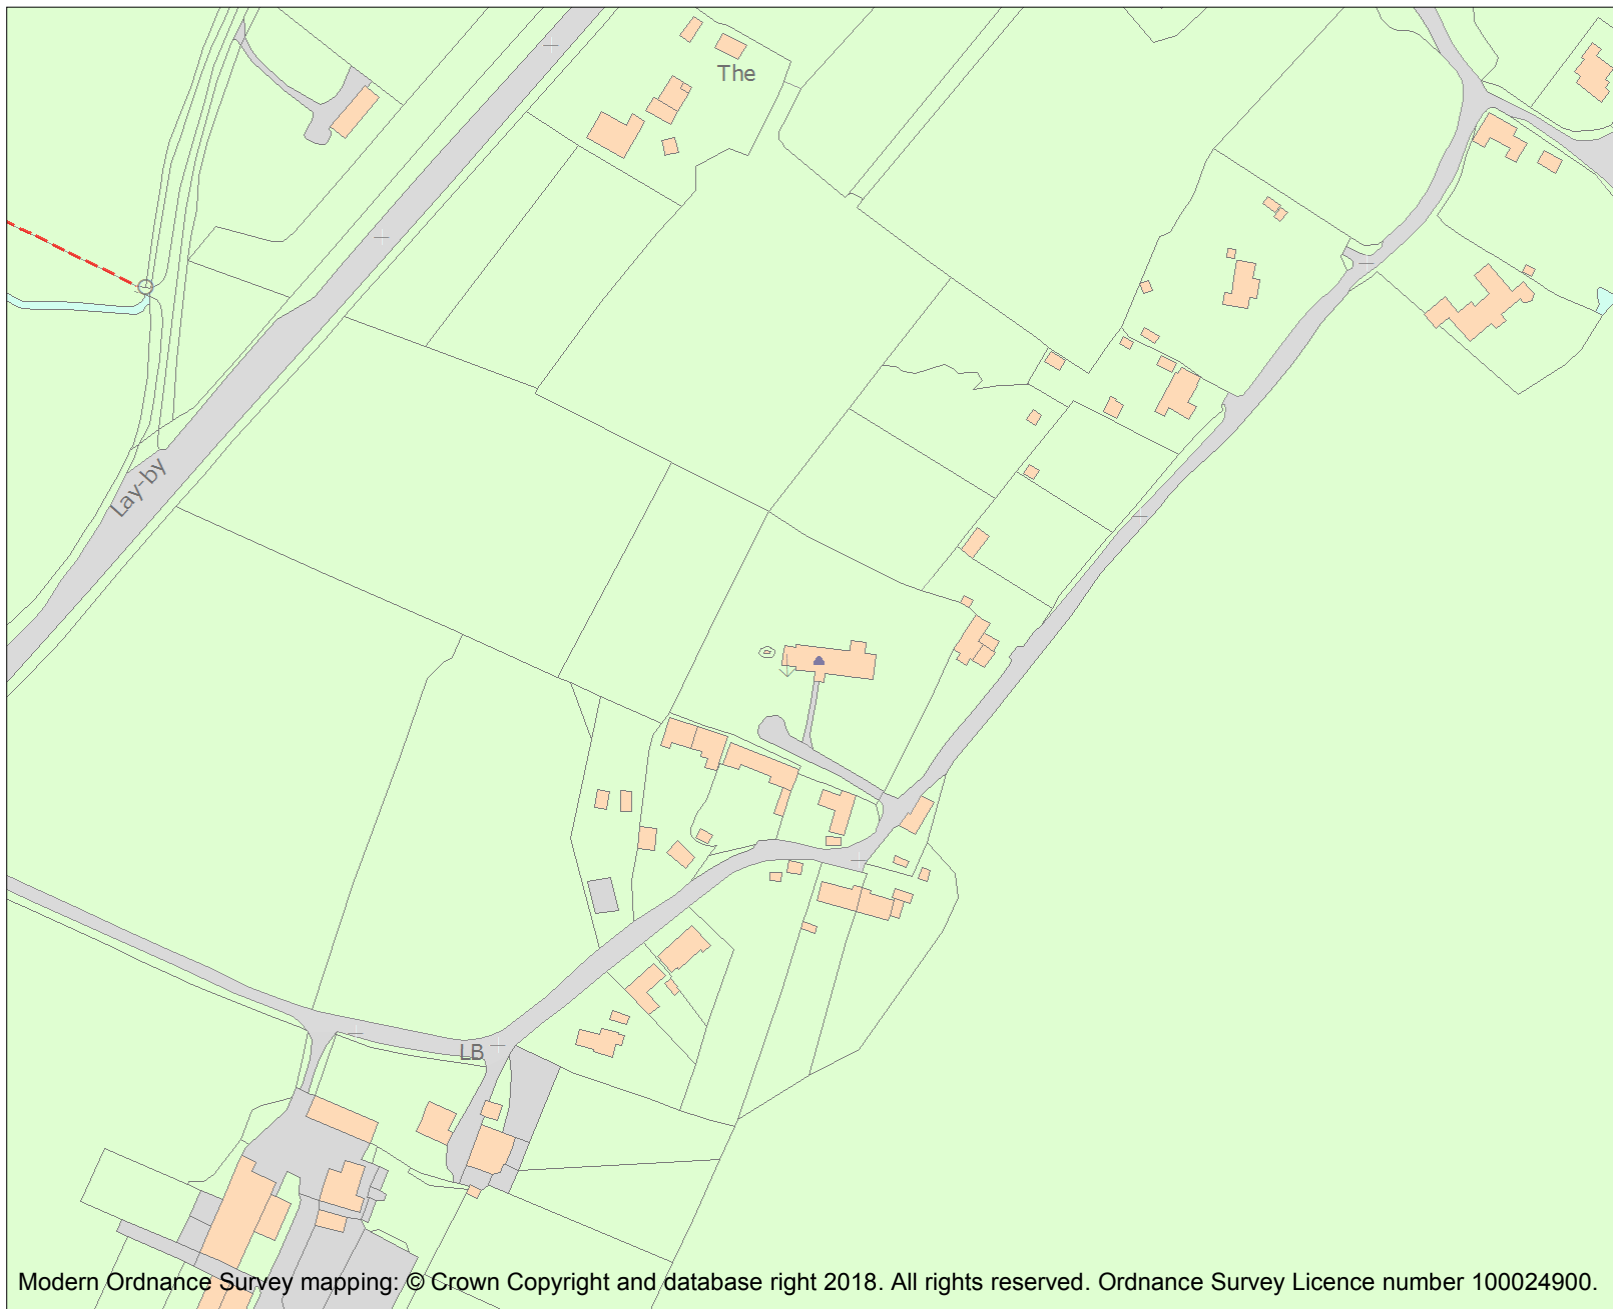 The
Lay-by
LB
Modern Ordnance Survey mapping: © Crown Copyright and database right 2018. All rights reserved. Ordnance Survey Licence number 100024900.